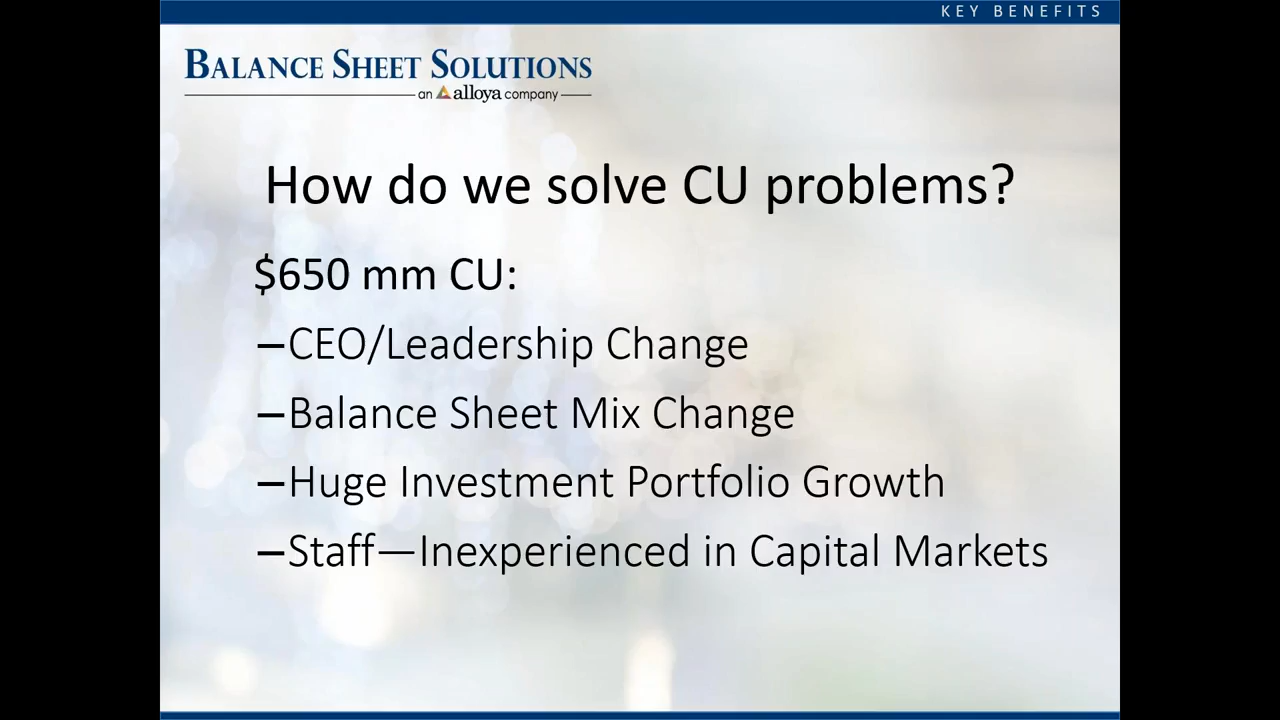 KEY BENEFITS
BALANCE SHEET SOLUTIONS
an alloya company
How do we solve CU problems?
$650 mm CU:
–CEO/Leadership Change
–Balance Sheet Mix Change
–Huge Investment Portfolio Growth
–Staff—Inexperienced in Capital Markets